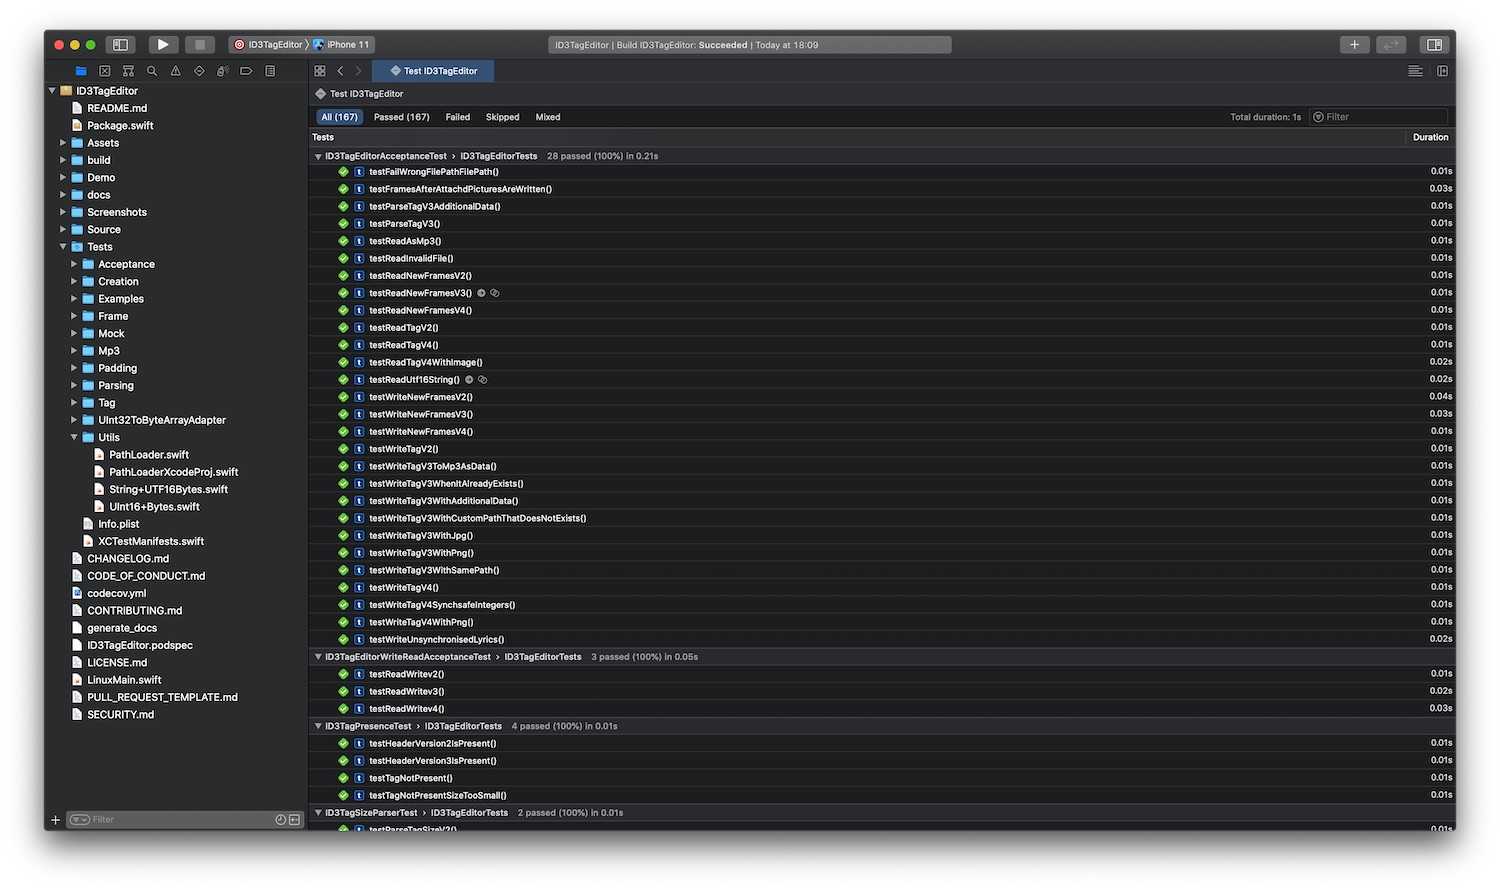 ID3TagEditor 〉 iPhone 11
ID3TagEditor | Build ID3TagEditor: Succeeded | Today at 18:09
Test ID3TagEditor
ID3TagEditor
README.md
Package.swift
Assets
build
Demo
docs
Screenshots
Source
Tests
Acceptance
Creation
Examples
Frame
Mock
Mp3
Padding
Parsing
Tag
UInt32ToByteArrayAdapter
Utils
PathLoader.swift
PathLoaderXcodeProj.swift
String+UTF16Bytes.swift
UInt16+Bytes.swift
Info.plist
XCTestManifests.swift
CHANGELOG.md
CODE_OF_CONDUCT.md
codecov.yml
CONTRIBUTING.md
generate_docs
ID3TagEditor.podspec
LICENSE.md
LinuxMain.swift
PULL_REQUEST_TEMPLATE.md
SECURITY.md
Filter
Test ID3TagEditor
All (167) Passed (167) Failed Skipped Mixed Total duration: 1s Filter
Tests Duration
ID3TagEditorAcceptanceTest › ID3TagEditorTests 28 passed (100%) in 0.21s
t testFailWrongFilePathFilePath() 0.01s
t testFramesAfterAttachdPicturesAreWritten() 0.03s
t testParseTagV3AdditionalData() 0.01s
t testParseTagV3() 0.01s
t testReadAsMp3() 0.01s
t testReadInvalidFile() 0.01s
t testReadNewFramesV2() 0.01s
t testReadNewFramesV3() 0.01s
t testReadNewFramesV4() 0.01s
t testReadTagV2() 0.01s
t testReadTagV4() 0.01s
t testReadTagV4WithImage() 0.02s
t testReadUtf16String() 0.02s
t testWriteNewFramesV2() 0.04s
t testWriteNewFramesV3() 0.03s
t testWriteNewFramesV4() 0.01s
t testWriteTagV2() 0.01s
t testWriteTagV3ToMp3AsData() 0.01s
t testWriteTagV3WhenItAlreadyExists() 0.01s
t testWriteTagV3WithAdditionalData() 0.01s
t testWriteTagV3WithCustomPathThatDoesNotExists() 0.01s
t testWriteTagV3WithJpg() 0.01s
t testWriteTagV3WithPng() 0.01s
t testWriteTagV3WithSamePath() 0.01s
t testWriteTagV4() 0.01s
t testWriteTagV4SynchsafeIntegers() 0.01s
t testWriteTagV4WithPng() 0.01s
t testWriteUnsynchronisedLyrics() 0.02s
ID3TagEditorWriteReadAcceptanceTest › ID3TagEditorTests 3 passed (100%) in 0.05s
t testReadWritev2() 0.01s
t testReadWritev3() 0.02s
t testReadWritev4() 0.03s
ID3TagPresenceTest › ID3TagEditorTests 4 passed (100%) in 0.01s
t testHeaderVersion2IsPresent() 0.01s
t testHeaderVersion3IsPresent() 0.01s
t testTagNotPresent() 0.01s
t testTagNotPresentSizeTooSmall() 0.01s
ID3TagSizeParserTest › ID3TagEditorTests 2 passed (100%) in 0.01s
t testParseTagSizeV2() 0.01s